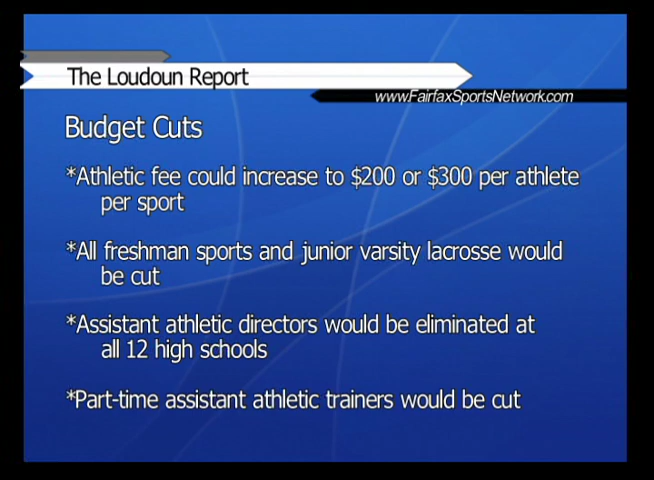 The Loudoun Report
www.FairfaxSportsNetwork.com
Budget Cuts
*Athletic fee could increase to $200 or $300 per athlete
per sport
*All freshman sports and junior varsity lacrosse would
be cut
*Assistant athletic directors would be eliminated at
all 12 high schools
*Part-time assistant athletic trainers would be cut